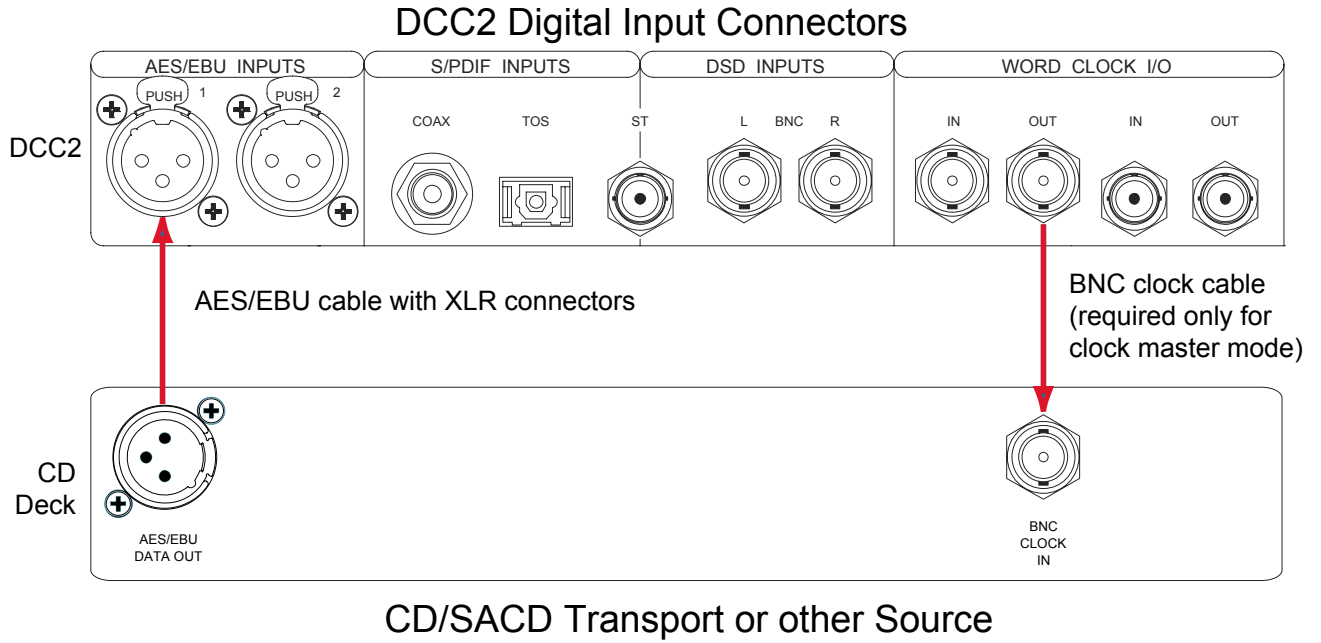 DCC2 Digital Input Connectors
AES/EBU INPUTS
S/PDIF INPUTS
DSD INPUTS
WORD CLOCK I/O
PUSH 1
PUSH 2
COAX
TOS
ST
L BNC R
IN
OUT
IN
OUT
DCC2
AES/EBU cable with XLR connectors
BNC clock cable
(required only for
clock master mode)
CD
Deck
AES/EBU
DATA OUT
BNC
CLOCK
IN
CD/SACD Transport or other Source